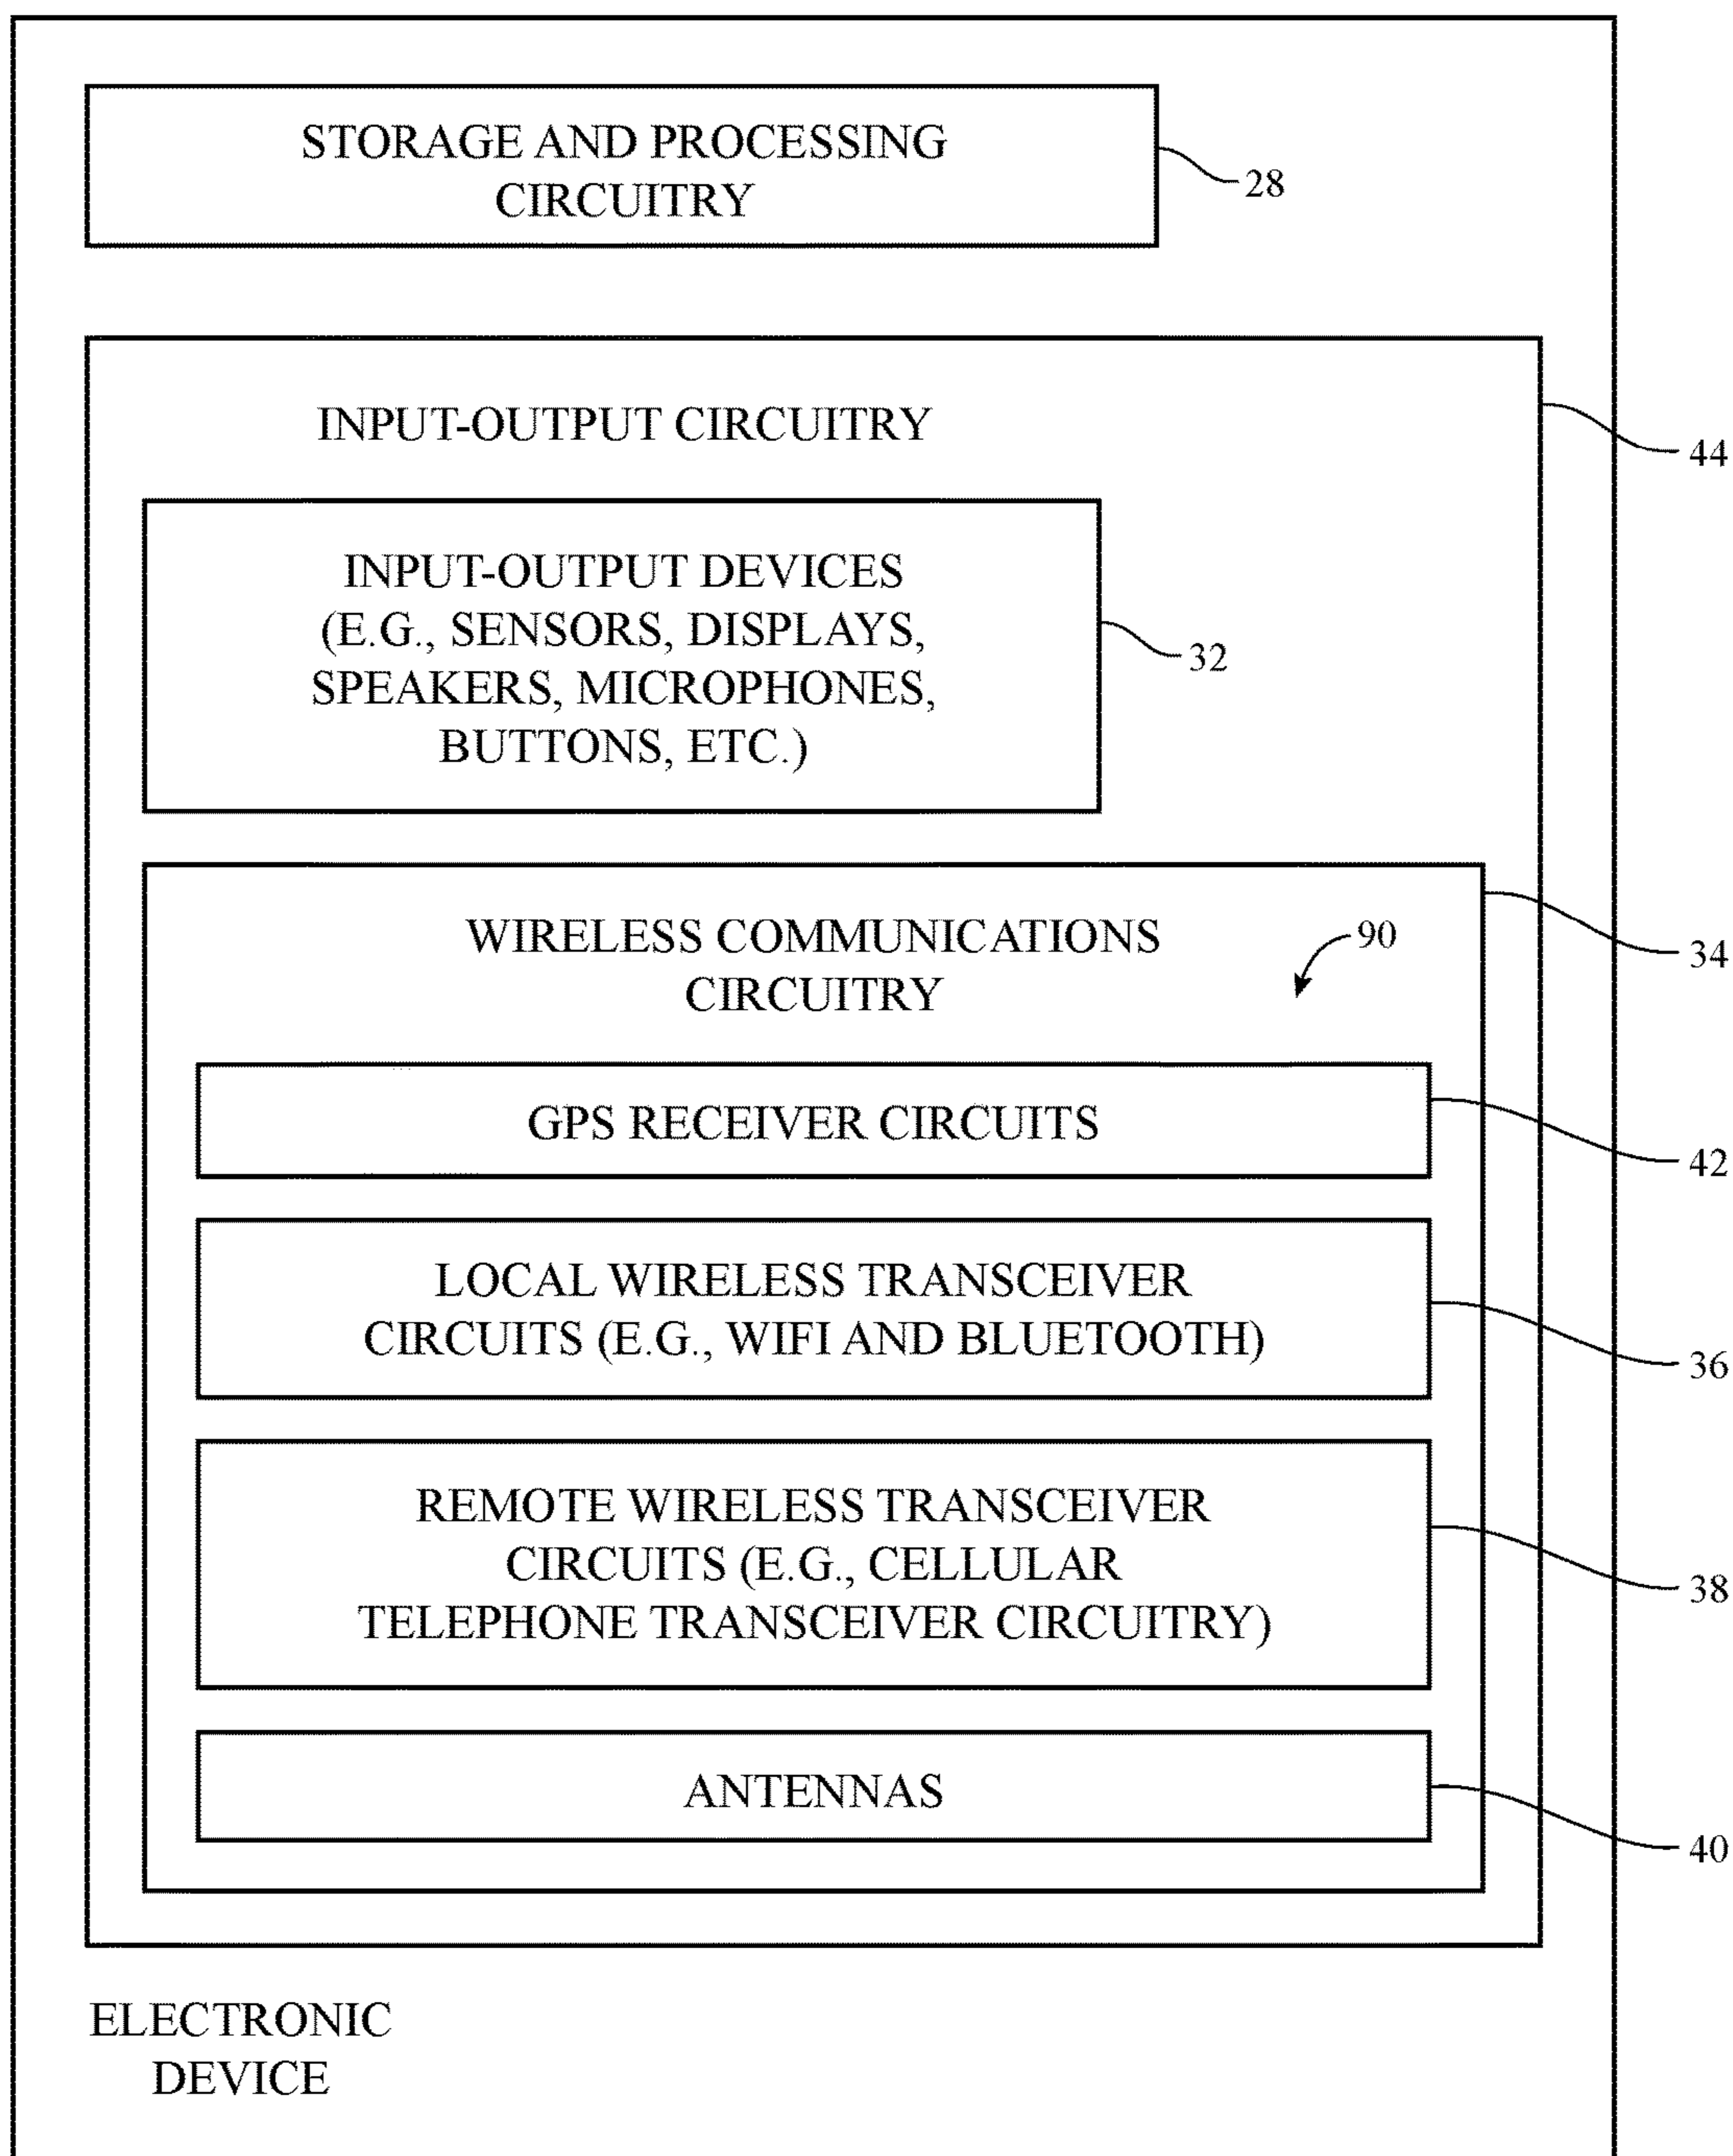 STORAGE AND PROCESSING
CIRCUITRY
28
INPUT-OUTPUT CIRCUITRY
44
INPUT-OUTPUT DEVICES
(E.G., SENSORS, DISPLAYS,
SPEAKERS, MICROPHONES,
BUTTONS, ETC.)
32
WIRELESS COMMUNICATIONS
CIRCUITRY
90
34
GPS RECEIVER CIRCUITS
42
LOCAL WIRELESS TRANSCEIVER
CIRCUITS (E.G., WIFI AND BLUETOOTH)
36
REMOTE WIRELESS TRANSCEIVER
CIRCUITS (E.G., CELLULAR
TELEPHONE TRANSCEIVER CIRCUITRY)
38
ANTENNAS
40
ELECTRONIC
DEVICE